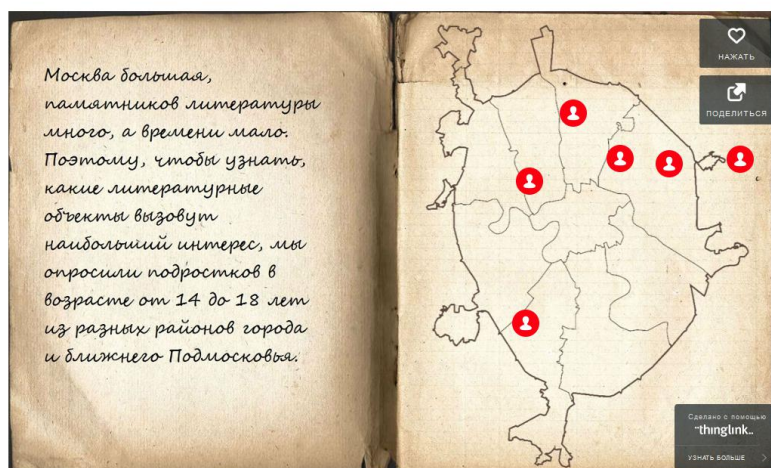 Москва большая,
памятников литературы
много, а времени мало.
Поэтому, чтобы узнать,
какие литературные
объекты вызовут
наибольший интерес, мы
опросили подростков в
возрасте от 14 до 18 лет
из разных районов города
и ближнего Подмосковья.
НАЖАТЬ
ПОДЕЛИТЬСЯ
Сделано с помощью
thinglink..
УЗНАТЬ БОЛЬШЕ